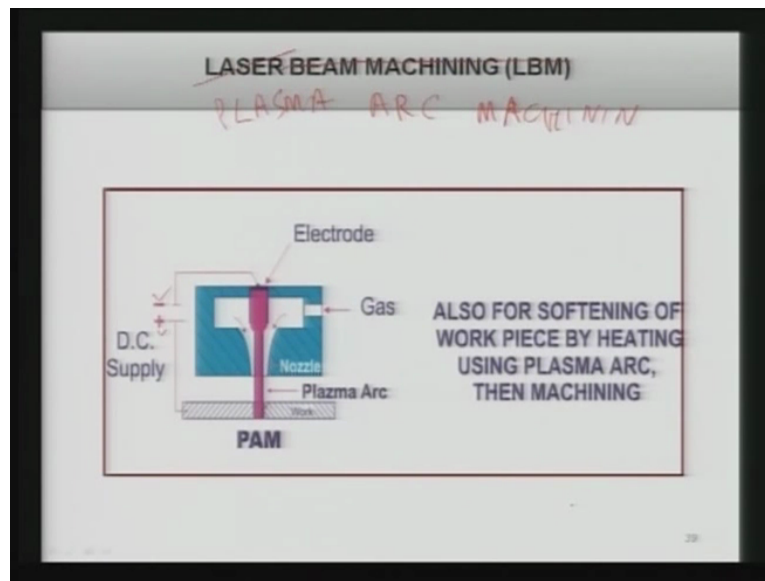 LASER BEAM MACHINING (LBM)
PLASMA ARC MACHININ
Electrode
Gas
- 
+
D.C.
Supply
Nozzle
Plazma Arc
Work
PAM
ALSO FOR SOFTENING OF
WORK PIECE BY HEATING
USING PLASMA ARC,
THEN MACHINING